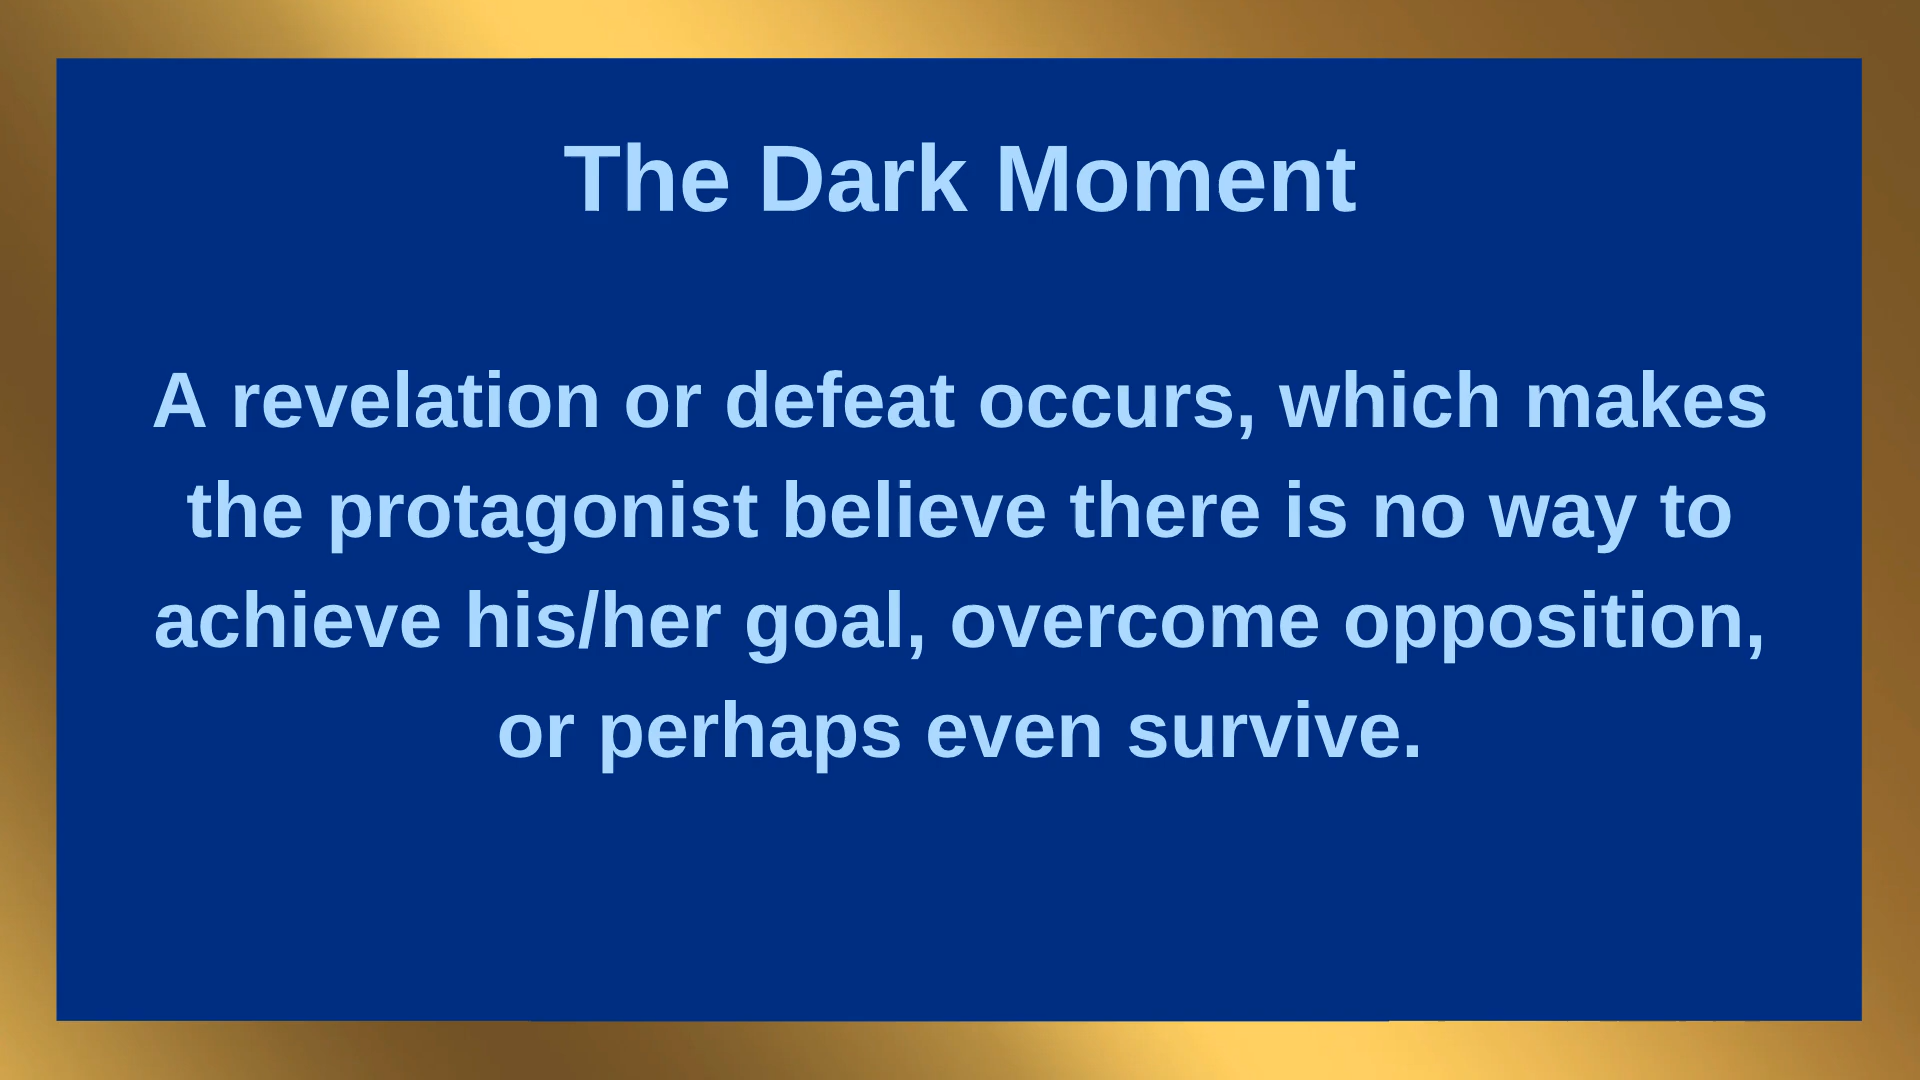 The Dark Moment
A revelation or defeat occurs, which makes
the protagonist believe there is no way to
achieve his/her goal, overcome opposition,
or perhaps even survive.